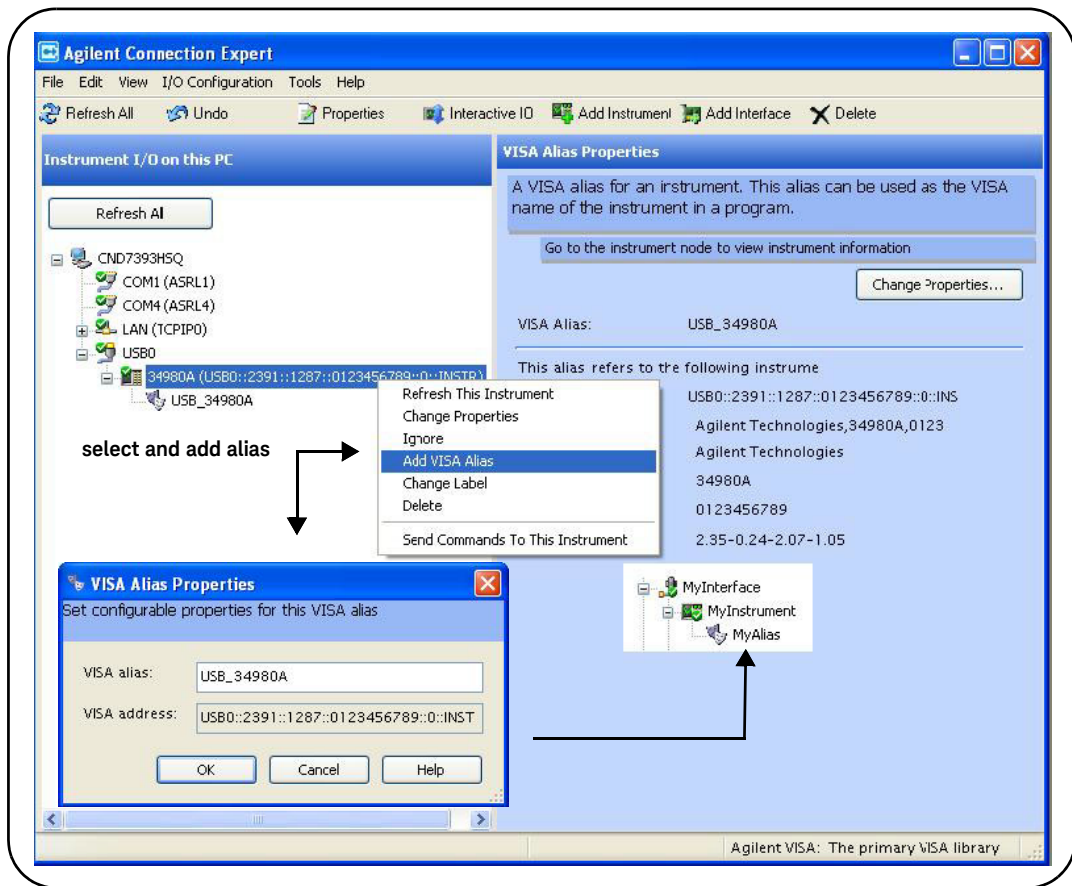 Agilent Connection Expert
File Edit View I/O Configuration Tools Help
Refresh All Undo Properties Interactive IO Add Instrument Add Interface Delete
Instrument I/O on this PC
Refresh All
CND7393HSQ
COM1 (ASRL1)
COM4 (ASRL4)
LAN (TCPIP0)
USB0
34980A (USB0::2391::1287::0123456789::0::INSTR)
USB_34980A
select and add alias
Refresh This Instrument
Change Properties
Ignore
Add VISA Alias
Change Label
Delete
Send Commands To This Instrument
VISA Alias Properties
A VISA alias for an instrument. This alias can be used as the VISA
name of the instrument in a program.
Go to the instrument node to view instrument information
Change Properties...
VISA Alias: USB_34980A
This alias refers to the following instrume
USB0::2391::1287::0123456789::0::INS
Agilent Technologies,34980A,0123
Agilent Technologies
34980A
0123456789
2.35-0.24-2.07-1.05
MyInterface
MyInstrument
MyAlias
VISA Alias Properties
Set configurable properties for this VISA alias
VISA alias: USB_34980A
VISA address: USB0::2391::1287::0123456789::0::INST
OK Cancel Help
Agilent VISA: The primary VISA library